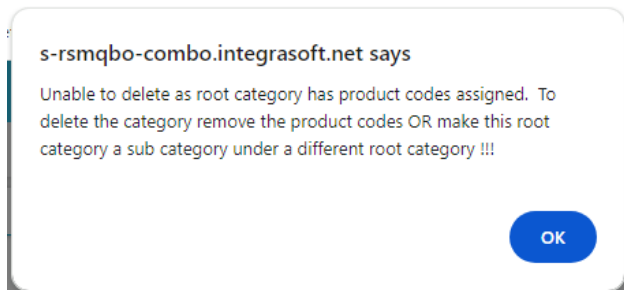 s-rsmqbo-combo.integrasoft.net says
Unable to delete as root category has product codes assigned.  To
delete the category remove the product codes OR make this root
category a sub category under a different root category !!!
OK